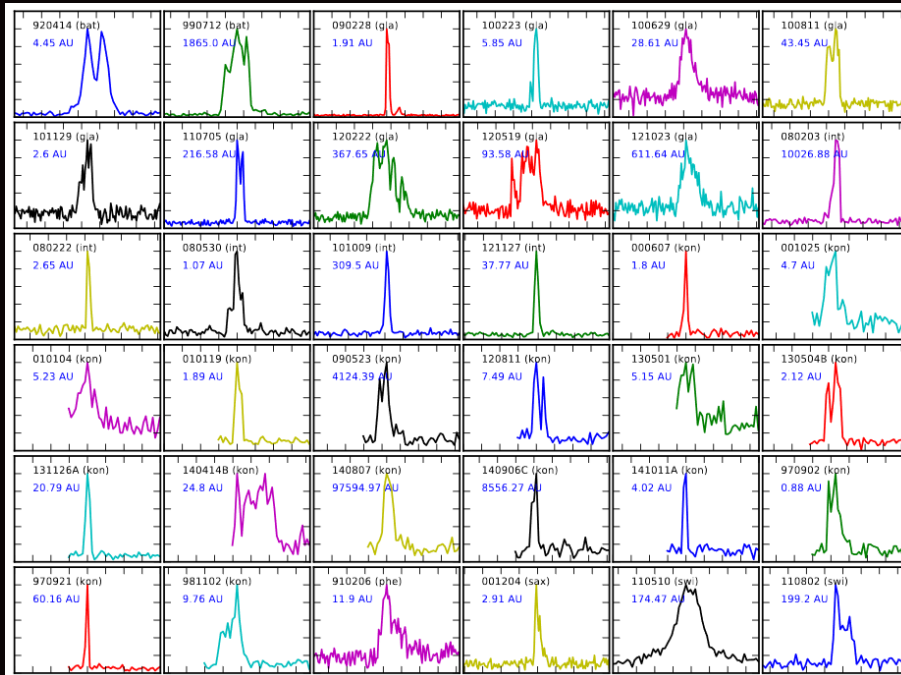 920414 (bat)
4.45 AU
990712 (bat)
1865.0 AU
090228 (gja)
1.91 AU
100223 (gja)
5.85 AU
100629 (gja)
28.61 AU
100811 (gja)
43.45 AU
101129 (gja)
2.6 AU
110705 (gja)
216.58 AU
120222 (gja)
367.65 AU
120519 (gja)
93.58 AU
121023 (gja)
611.64 AU
080203 (int)
10026.88 AU
080222 (int)
2.65 AU
080530 (int)
1.07 AU
101009 (int)
309.5 AU
121127 (int)
37.77 AU
000607 (kon)
1.8 AU
001025 (kon)
4.7 AU
010104 (kon)
5.23 AU
010119 (kon)
1.89 AU
090523 (kon)
4124.39 AU
120811 (kon)
7.49 AU
130501 (kon)
5.15 AU
130504B (kon)
2.12 AU
131126A (kon)
20.79 AU
140414B (kon)
24.8 AU
140807 (kon)
97594.97 AU
140906C (kon)
8556.27 AU
141011A (kon)
4.02 AU
970902 (kon)
0.88 AU
970921 (kon)
60.16 AU
981102 (kon)
9.76 AU
910206 (phe)
11.9 AU
001204 (sax)
2.91 AU
110510 (swi)
174.47 AU
110802 (swi)
199.2 AU